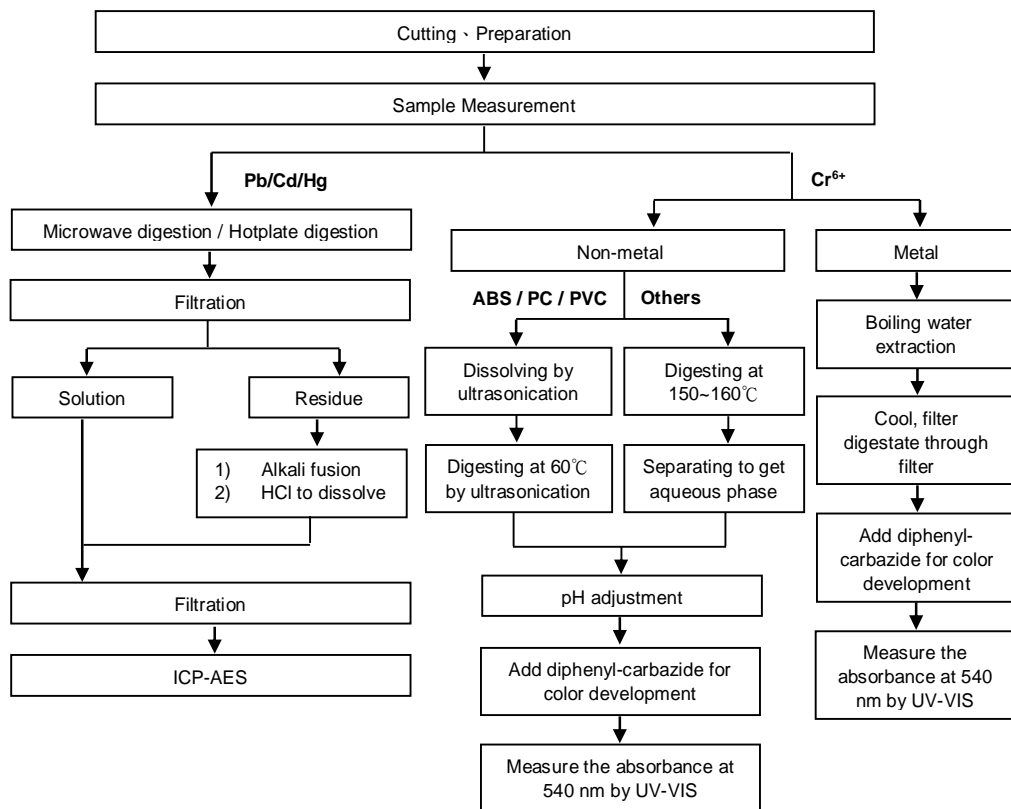 Cutting、Preparation
Sample Measurement
Pb/Cd/Hg
Cr⁶⁺
Microwave digestion / Hotplate digestion
Filtration
Solution
Residue
1) Alkali fusion
2) HCl to dissolve
Filtration
ICP-AES
Non-metal
ABS / PC / PVC
Others
Dissolving by
ultrasonication
Digesting at 60℃
by ultrasonication
Digesting at
150~160℃
Separating to get
aqueous phase
pH adjustment
Add diphenyl-carbazide for
color development
Measure the absorbance at
540 nm by UV-VIS
Metal
Boiling water
extraction
Cool, filter
digestate through
filter
Add diphenyl-
carbazide for color
development
Measure the
absorbance at 540
nm by UV-VIS